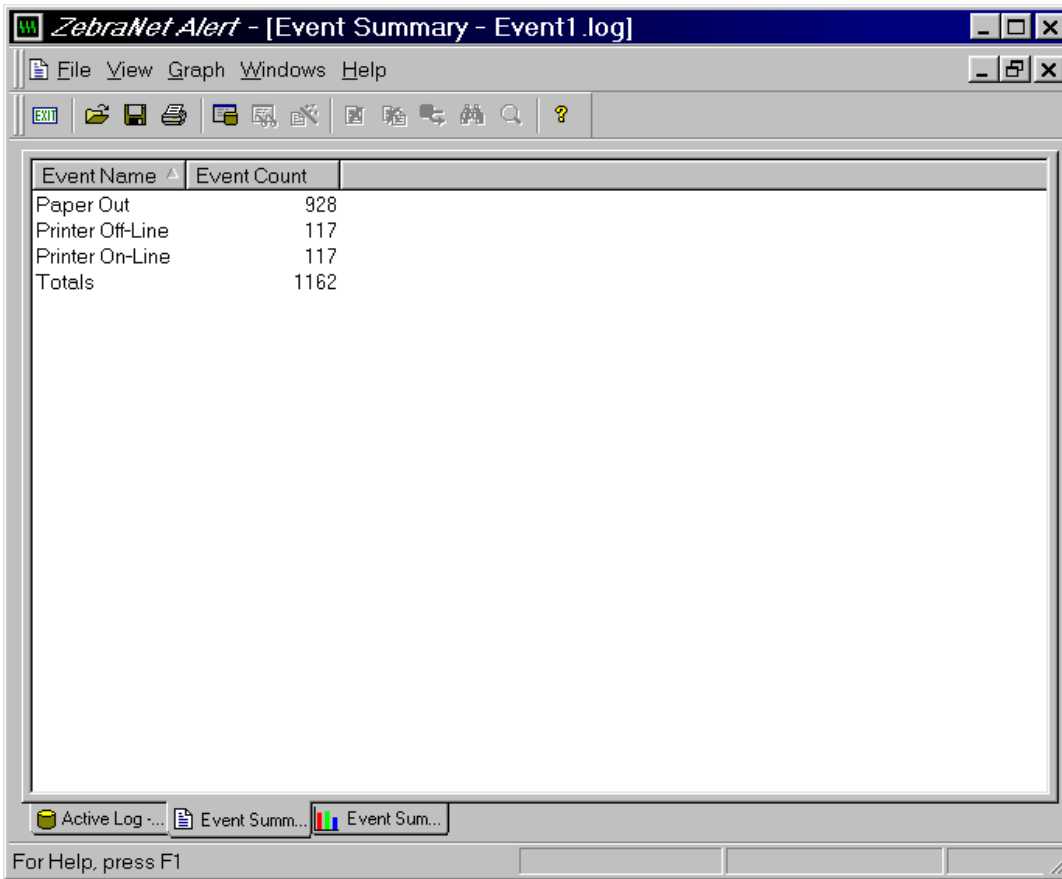 ZebraNet Alert - [Event Summary - Event1.log]
File View Graph Windows Help
EXIT
Event Name Event Count
Paper Out 928
Printer Off-Line 117
Printer On-Line 117
Totals 1162
Active Log -... Event Summ... Event Sum...
For Help, press F1